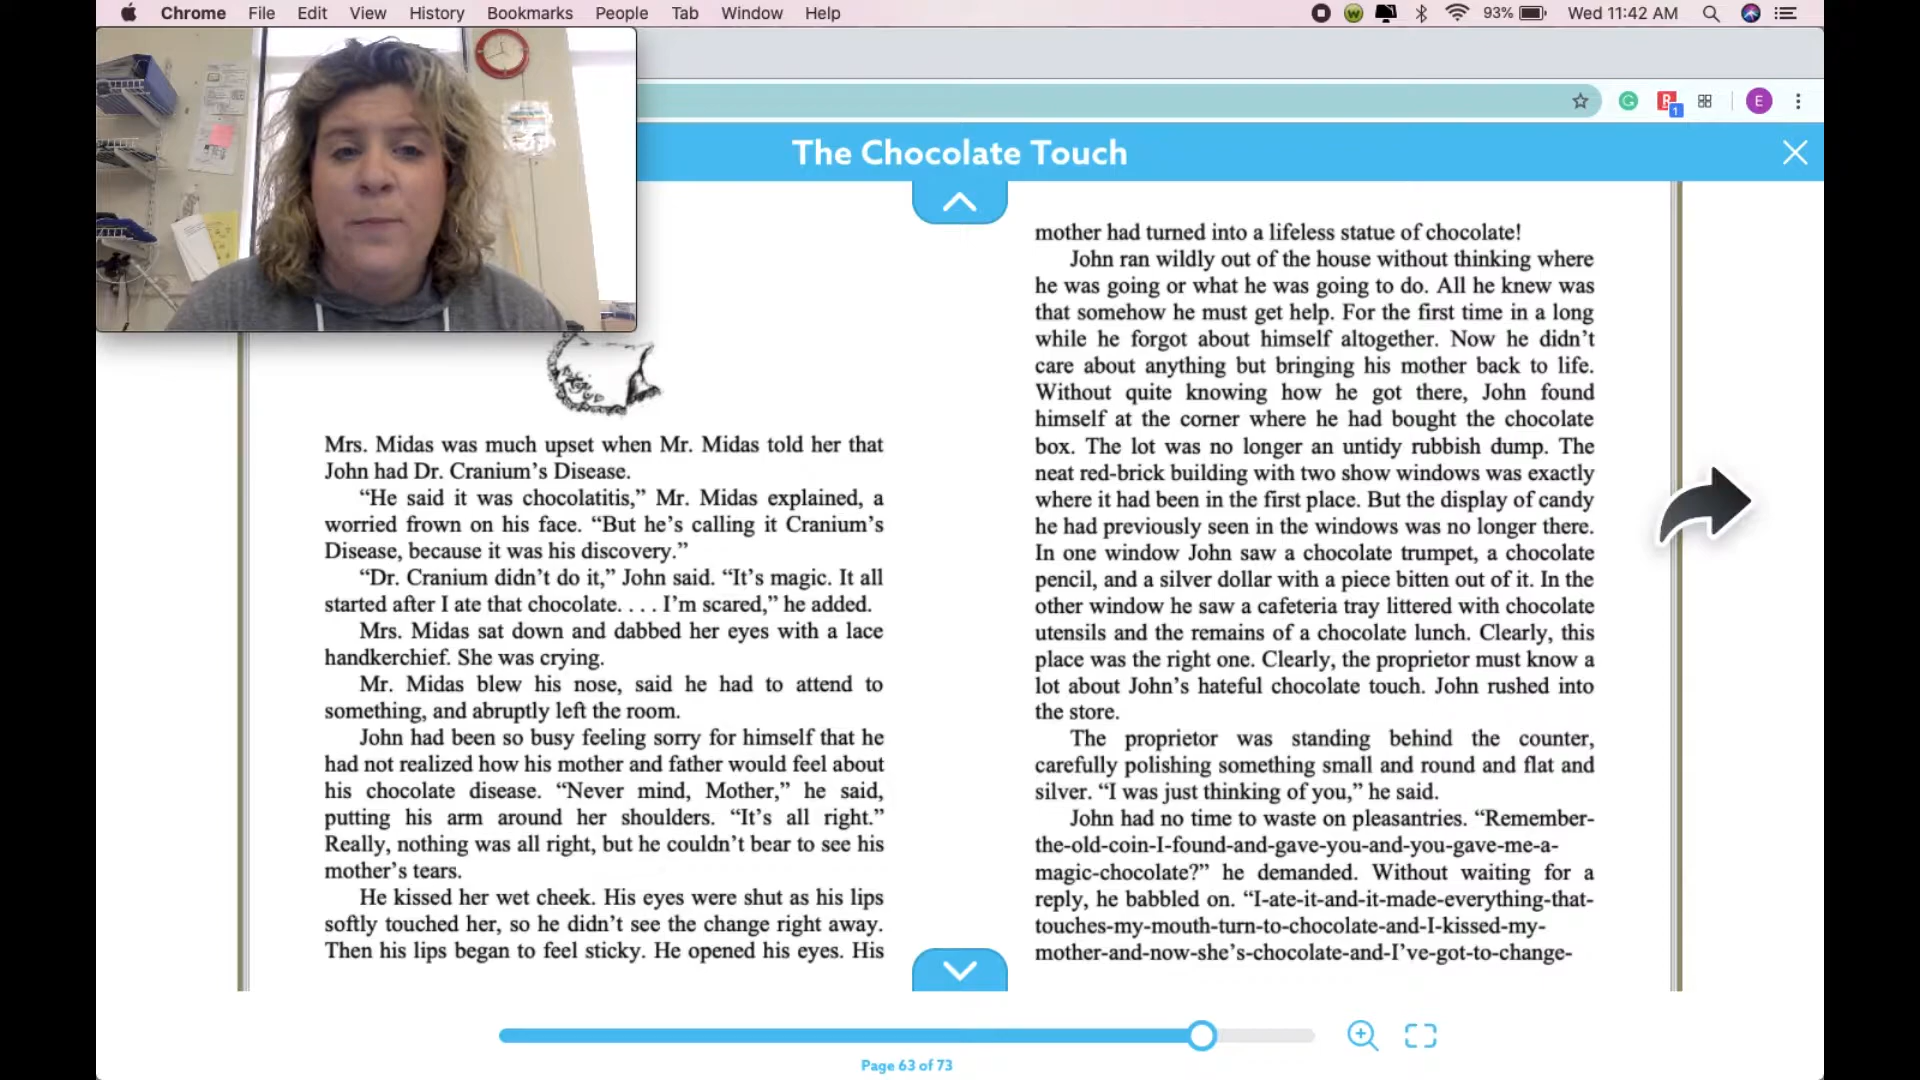 Chrome File Edit View History Bookmarks People Tab Window Help
93% Wed 11:42 AM
1
E
The Chocolate Touch
Mrs. Midas was much upset when Mr. Midas told her that
John had Dr. Cranium’s Disease.
“He said it was chocolatitis,” Mr. Midas explained, a
worried frown on his face. “But he’s calling it Cranium’s
Disease, because it was his discovery.”
“Dr. Cranium didn’t do it,” John said. “It’s magic. It all
started after I ate that chocolate. . . . I’m scared,” he added.
Mrs. Midas sat down and dabbed her eyes with a lace
handkerchief. She was crying.
Mr. Midas blew his nose, said he had to attend to
something, and abruptly left the room.
John had been so busy feeling sorry for himself that he
had not realized how his mother and father would feel about
his chocolate disease. “Never mind, Mother,” he said,
putting his arm around her shoulders. “It’s all right.”
Really, nothing was all right, but he couldn’t bear to see his
mother’s tears.
He kissed her wet cheek. His eyes were shut as his lips
softly touched her, so he didn’t see the change right away.
Then his lips began to feel sticky. He opened his eyes. His
mother had turned into a lifeless statue of chocolate!
John ran wildly out of the house without thinking where
he was going or what he was going to do. All he knew was
that somehow he must get help. For the first time in a long
while he forgot about himself altogether. Now he didn’t
care about anything but bringing his mother back to life.
Without quite knowing how he got there, John found
himself at the corner where he had bought the chocolate
box. The lot was no longer an untidy rubbish dump. The
neat red-brick building with two show windows was exactly
where it had been in the first place. But the display of candy
he had previously seen in the windows was no longer there.
In one window John saw a chocolate trumpet, a chocolate
pencil, and a silver dollar with a piece bitten out of it. In the
other window he saw a cafeteria tray littered with chocolate
utensils and the remains of a chocolate lunch. Clearly, this
place was the right one. Clearly, the proprietor must know a
lot about John’s hateful chocolate touch. John rushed into
the store.
The proprietor was standing behind the counter,
carefully polishing something small and round and flat and
silver. “I was just thinking of you,” he said.
John had no time to waste on pleasantries. “Remember-
the-old-coin-I-found-and-gave-you-and-you-gave-me-a-
magic-chocolate?” he demanded. Without waiting for a
reply, he babbled on. “I-ate-it-and-it-made-everything-that-
touches-my-mouth-turn-to-chocolate-and-I-kissed-my-
mother-and-now-she’s-chocolate-and-I’ve-got-to-change-
Page 63 of 73